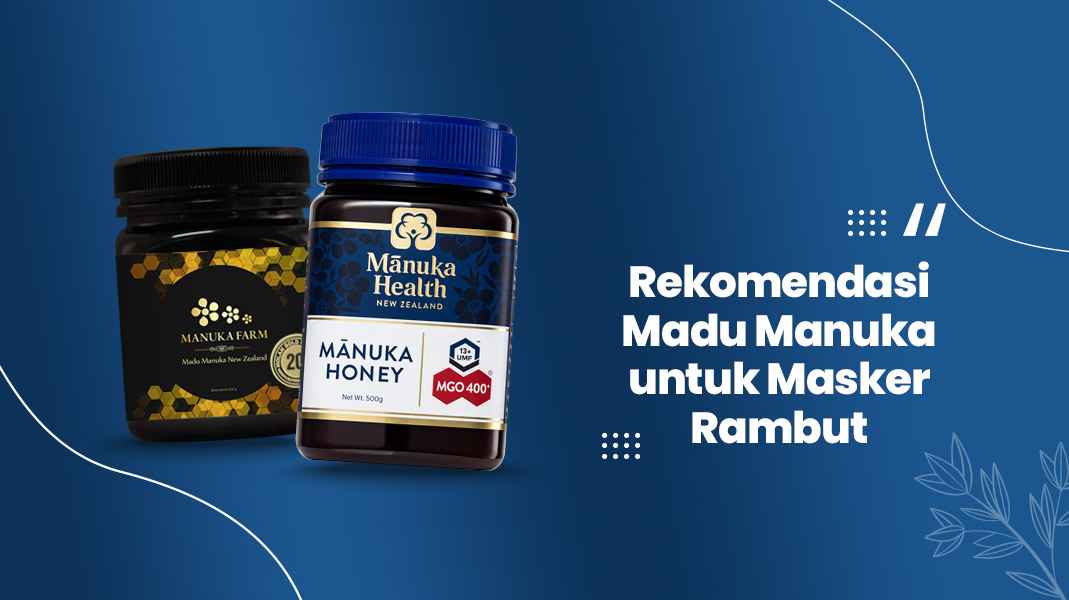 MANUKA FARM
Madu Manuka New Zealand
20
Mānuka
Health
NEW ZEALAND
MĀNUKA
HONEY
Net Wt. 500g
13+
UMF
MGO 400+
Rekomendasi
Madu Manuka
untuk Masker
Rambut